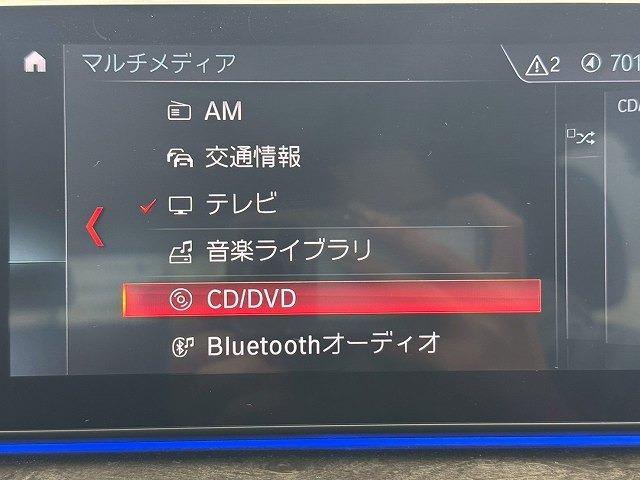 マルチメディア
2
701
AM
CD/
交通情報
テレビ
音楽ライブラリ
CD/DVD
Bluetoothオーディオ